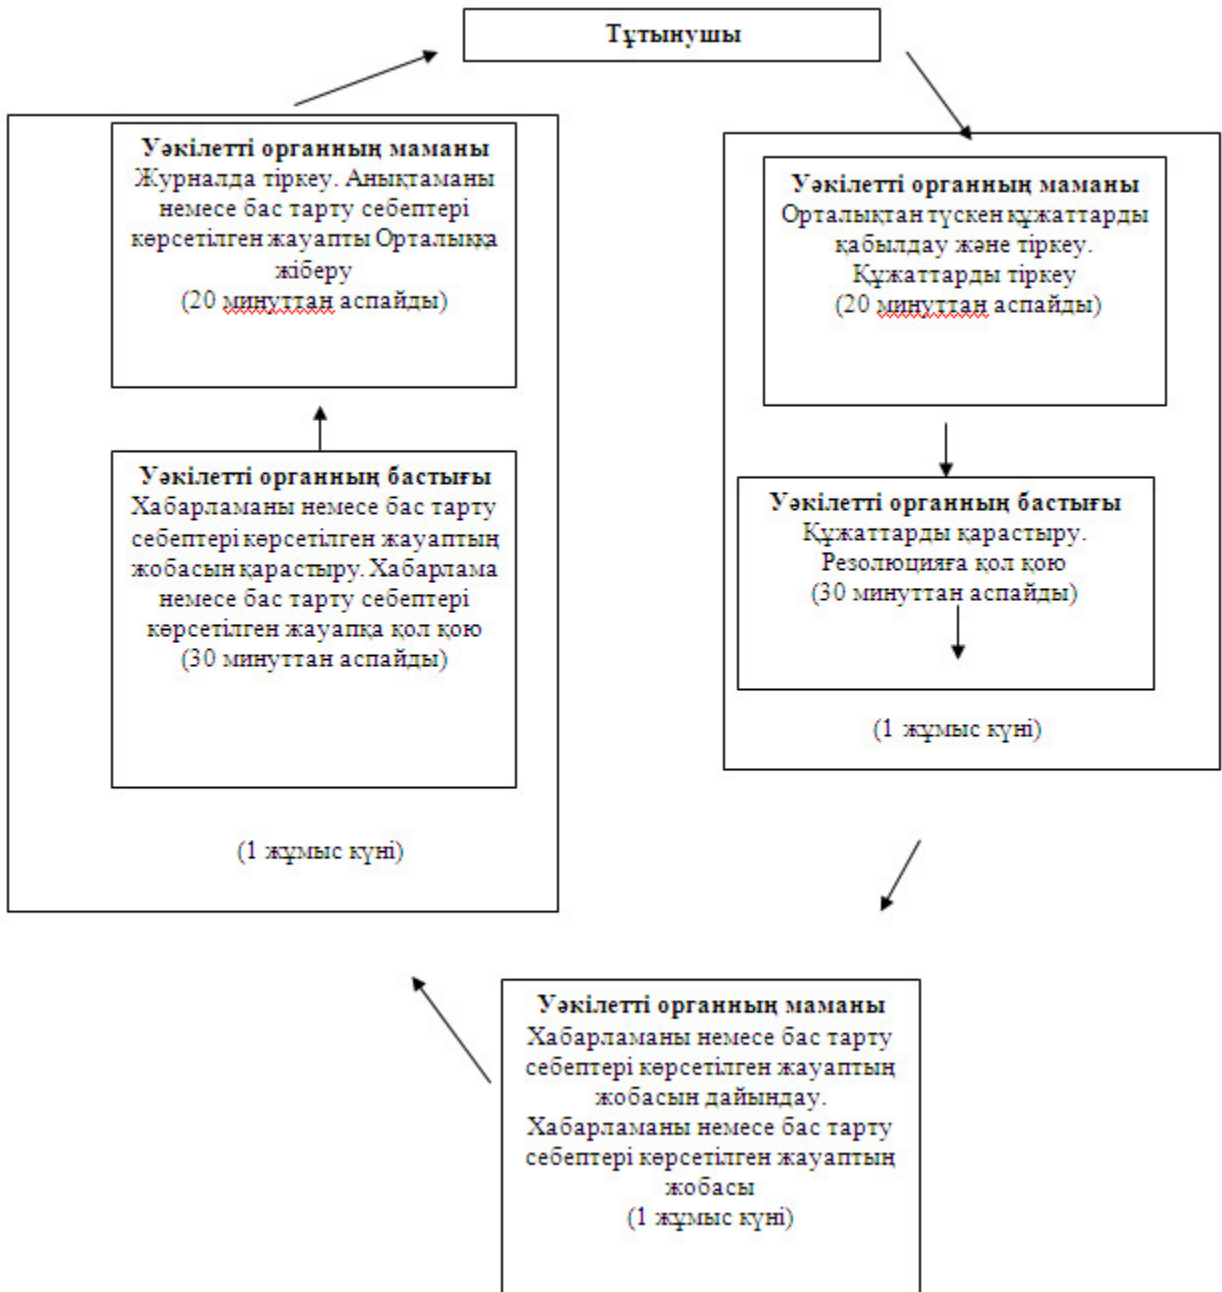 Тұтынушы
Уәкілетті органның маманы
Журналда тіркеу. Анықтаманы
немесе бас тарту себептері
көрсетілген жауапты Орталыққа
жіберу
(20 минуттан аспайды)
Уәкілетті органның бастығы
Хабарламаны немесе бас тарту
себептері көрсетілген жауаптың
жобасын қарастыру. Хабарлама
немесе бас тарту себептері
көрсетілген жауапқа қол қою
(30 минуттан аспайды)
(1 жұмыс күні)
Уәкілетті органның маманы
Орталықтан түскен құжаттарды
қабылдау және тіркеу.
Құжаттарды тіркеу
(20 минуттан аспайды)
Уәкілетті органның бастығы
Құжаттарды қарастыру.
Резолюцияға қол қою
(30 минуттан аспайды)
(1 жұмыс күні)
Уәкілетті органның маманы
Хабарламаны немесе бас тарту
себептері көрсетілген жауаптың
жобасын дайындау.
Хабарламаны немесе бас тарту
себептері көрсетілген жауаптың
жобасы
(1 жұмыс күні)